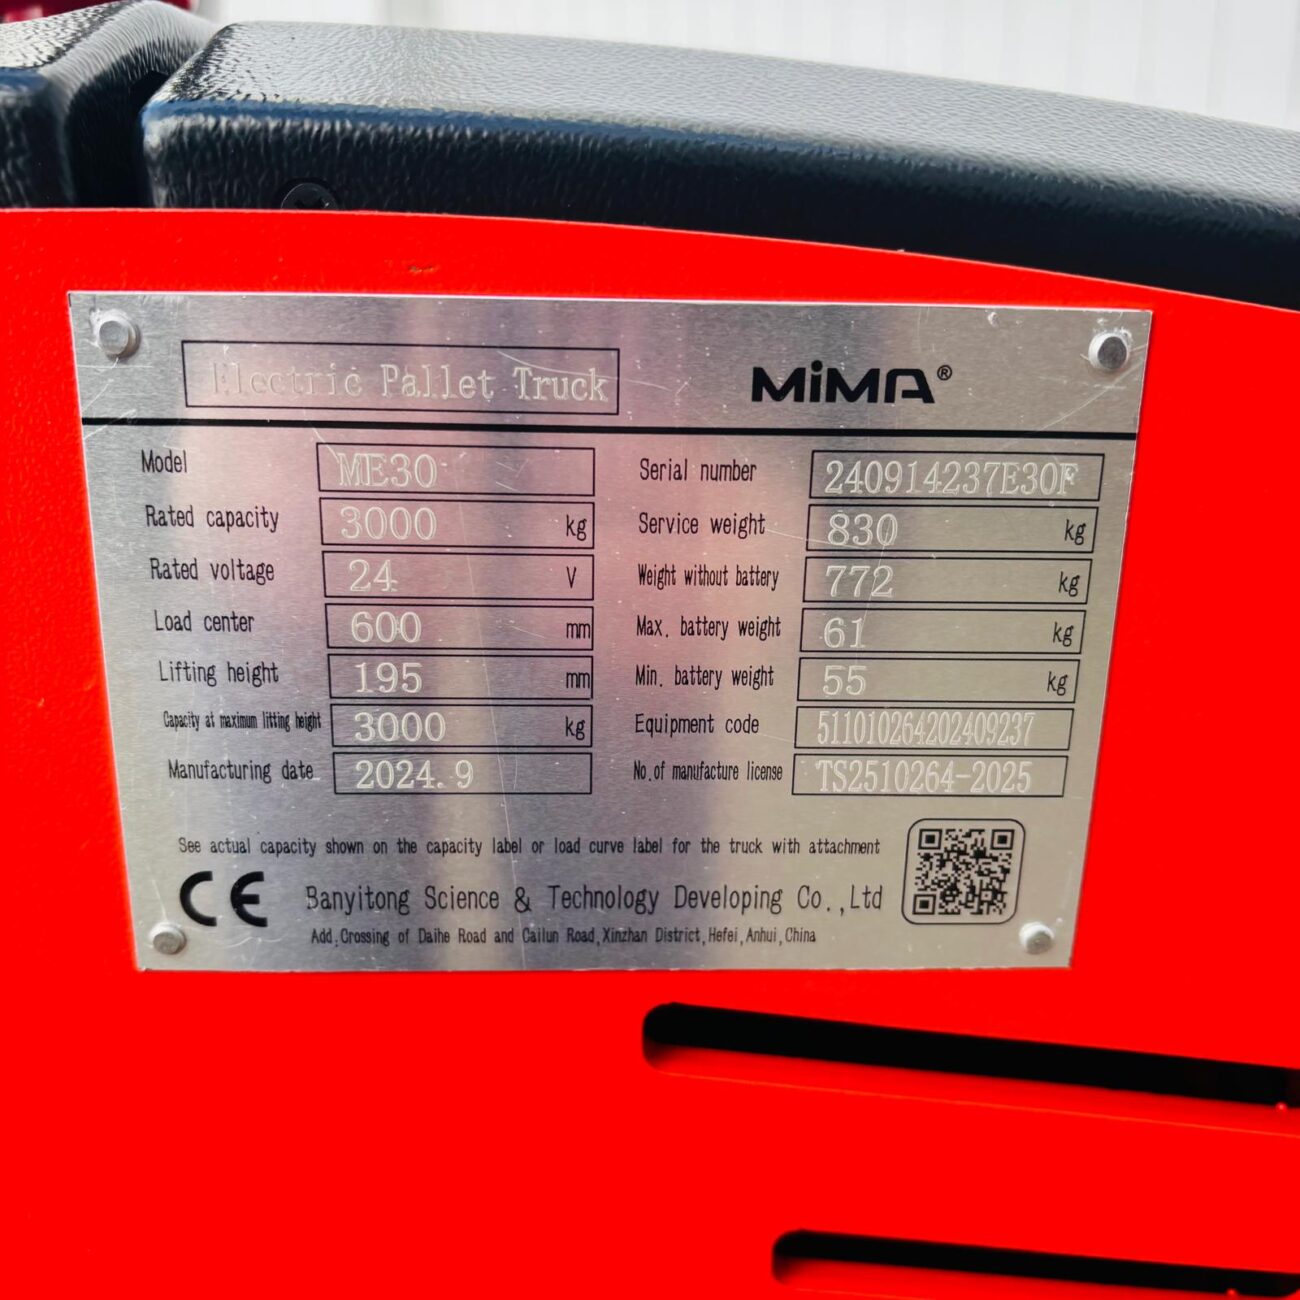 Electric Pallet Truck MiMA®
Model ME30 Serial number 240914237E30F
Rated capacity 3000 kg Service weight 830 kg
Rated voltage 24 V Weight without battery 772 kg
Load center 600 mm Max. battery weight 61 kg
Lifting height 195 mm Min. battery weight 55 kg
Capacity at maximum lifting height 3000 kg Equipment code 511010264202409237
Manufacturing date 2024.9 No.of manufacture license TS2510264-2025
See actual capacity shown on the capacity label or load curve label for the truck with attachment
CE Banyitong Science & Technology Developing Co.,Ltd
Add.Crossing of Daihe Road and Cailun Road,Xinzhan District,Hefei,Anhui,China